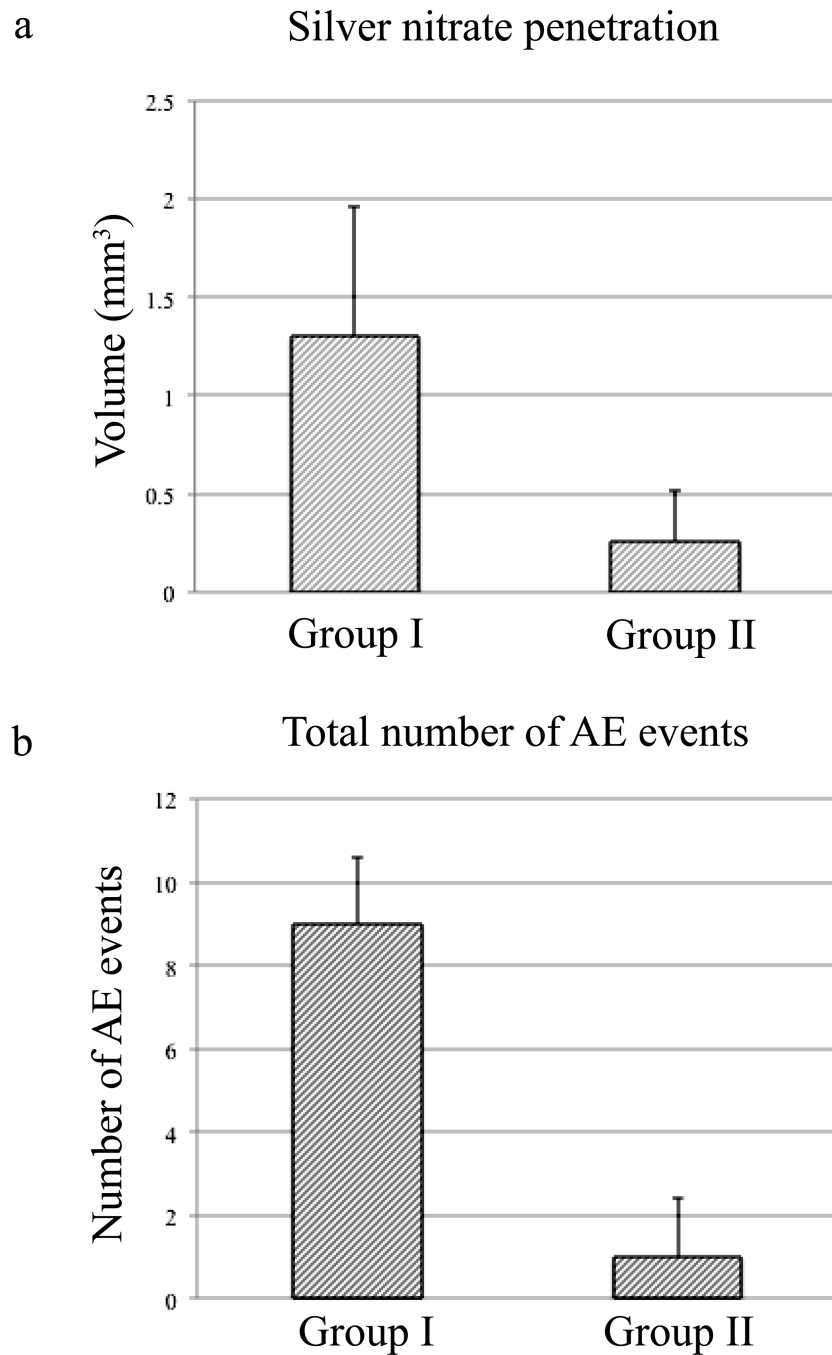 a
Silver nitrate penetration
2.5
2
1.5
1
0.5
0
Volume (mm³)
Group I
Group II
b
Total number of AE events
12
10
8
6
4
2
0
Number of AE events
Group I
Group II